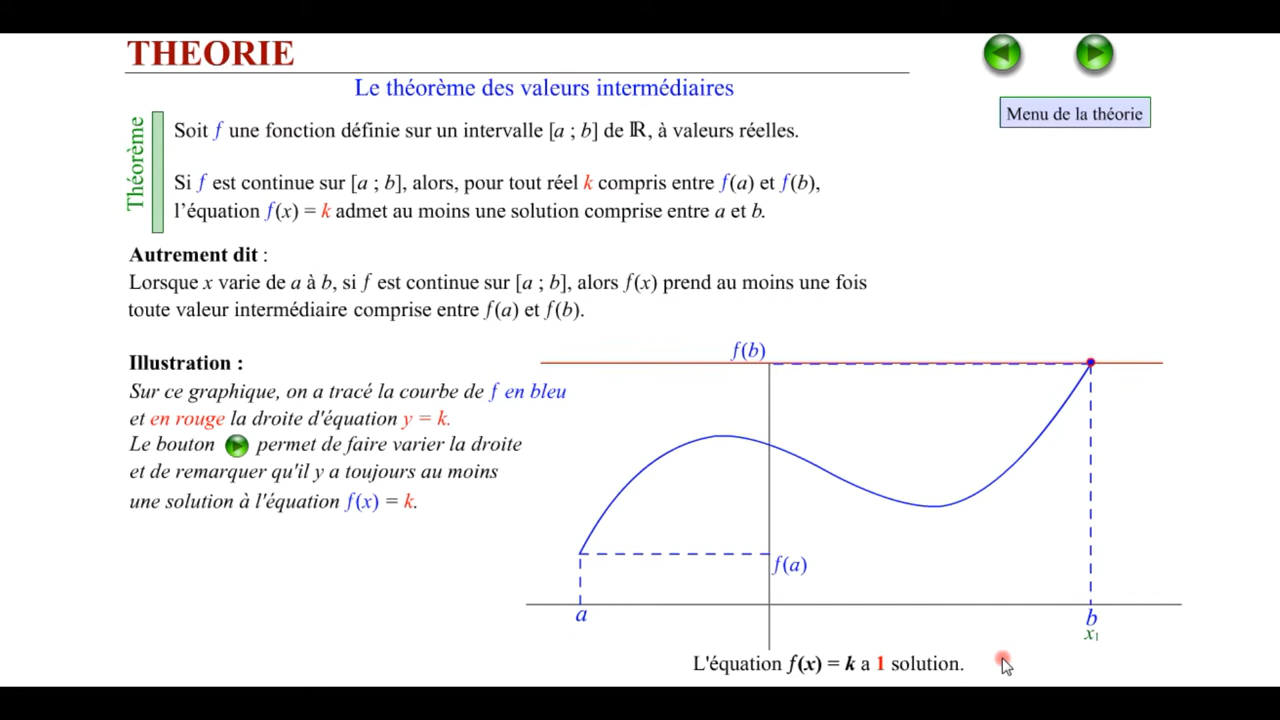 THEORIE
Le théorème des valeurs intermédiaires
Menu de la théorie
Théorème
Soit f une fonction définie sur un intervalle [a ; b] de ℝ, à valeurs réelles.
Si f est continue sur [a ; b], alors, pour tout réel k compris entre f(a) et f(b),
l’équation f(x) = k admet au moins une solution comprise entre a et b.
Autrement dit :
Lorsque x varie de a à b, si f est continue sur [a ; b], alors f(x) prend au moins une fois
toute valeur intermédiaire comprise entre f(a) et f(b).
Illustration :
Sur ce graphique, on a tracé la courbe de f en bleu
et en rouge la droite d'équation y = k.
Le bouton permet de faire varier la droite
et de remarquer qu'il y a toujours au moins
une solution à l'équation f(x) = k.
f(b)
f(a)
a
b
x₁
L'équation f(x) = k a 1 solution.